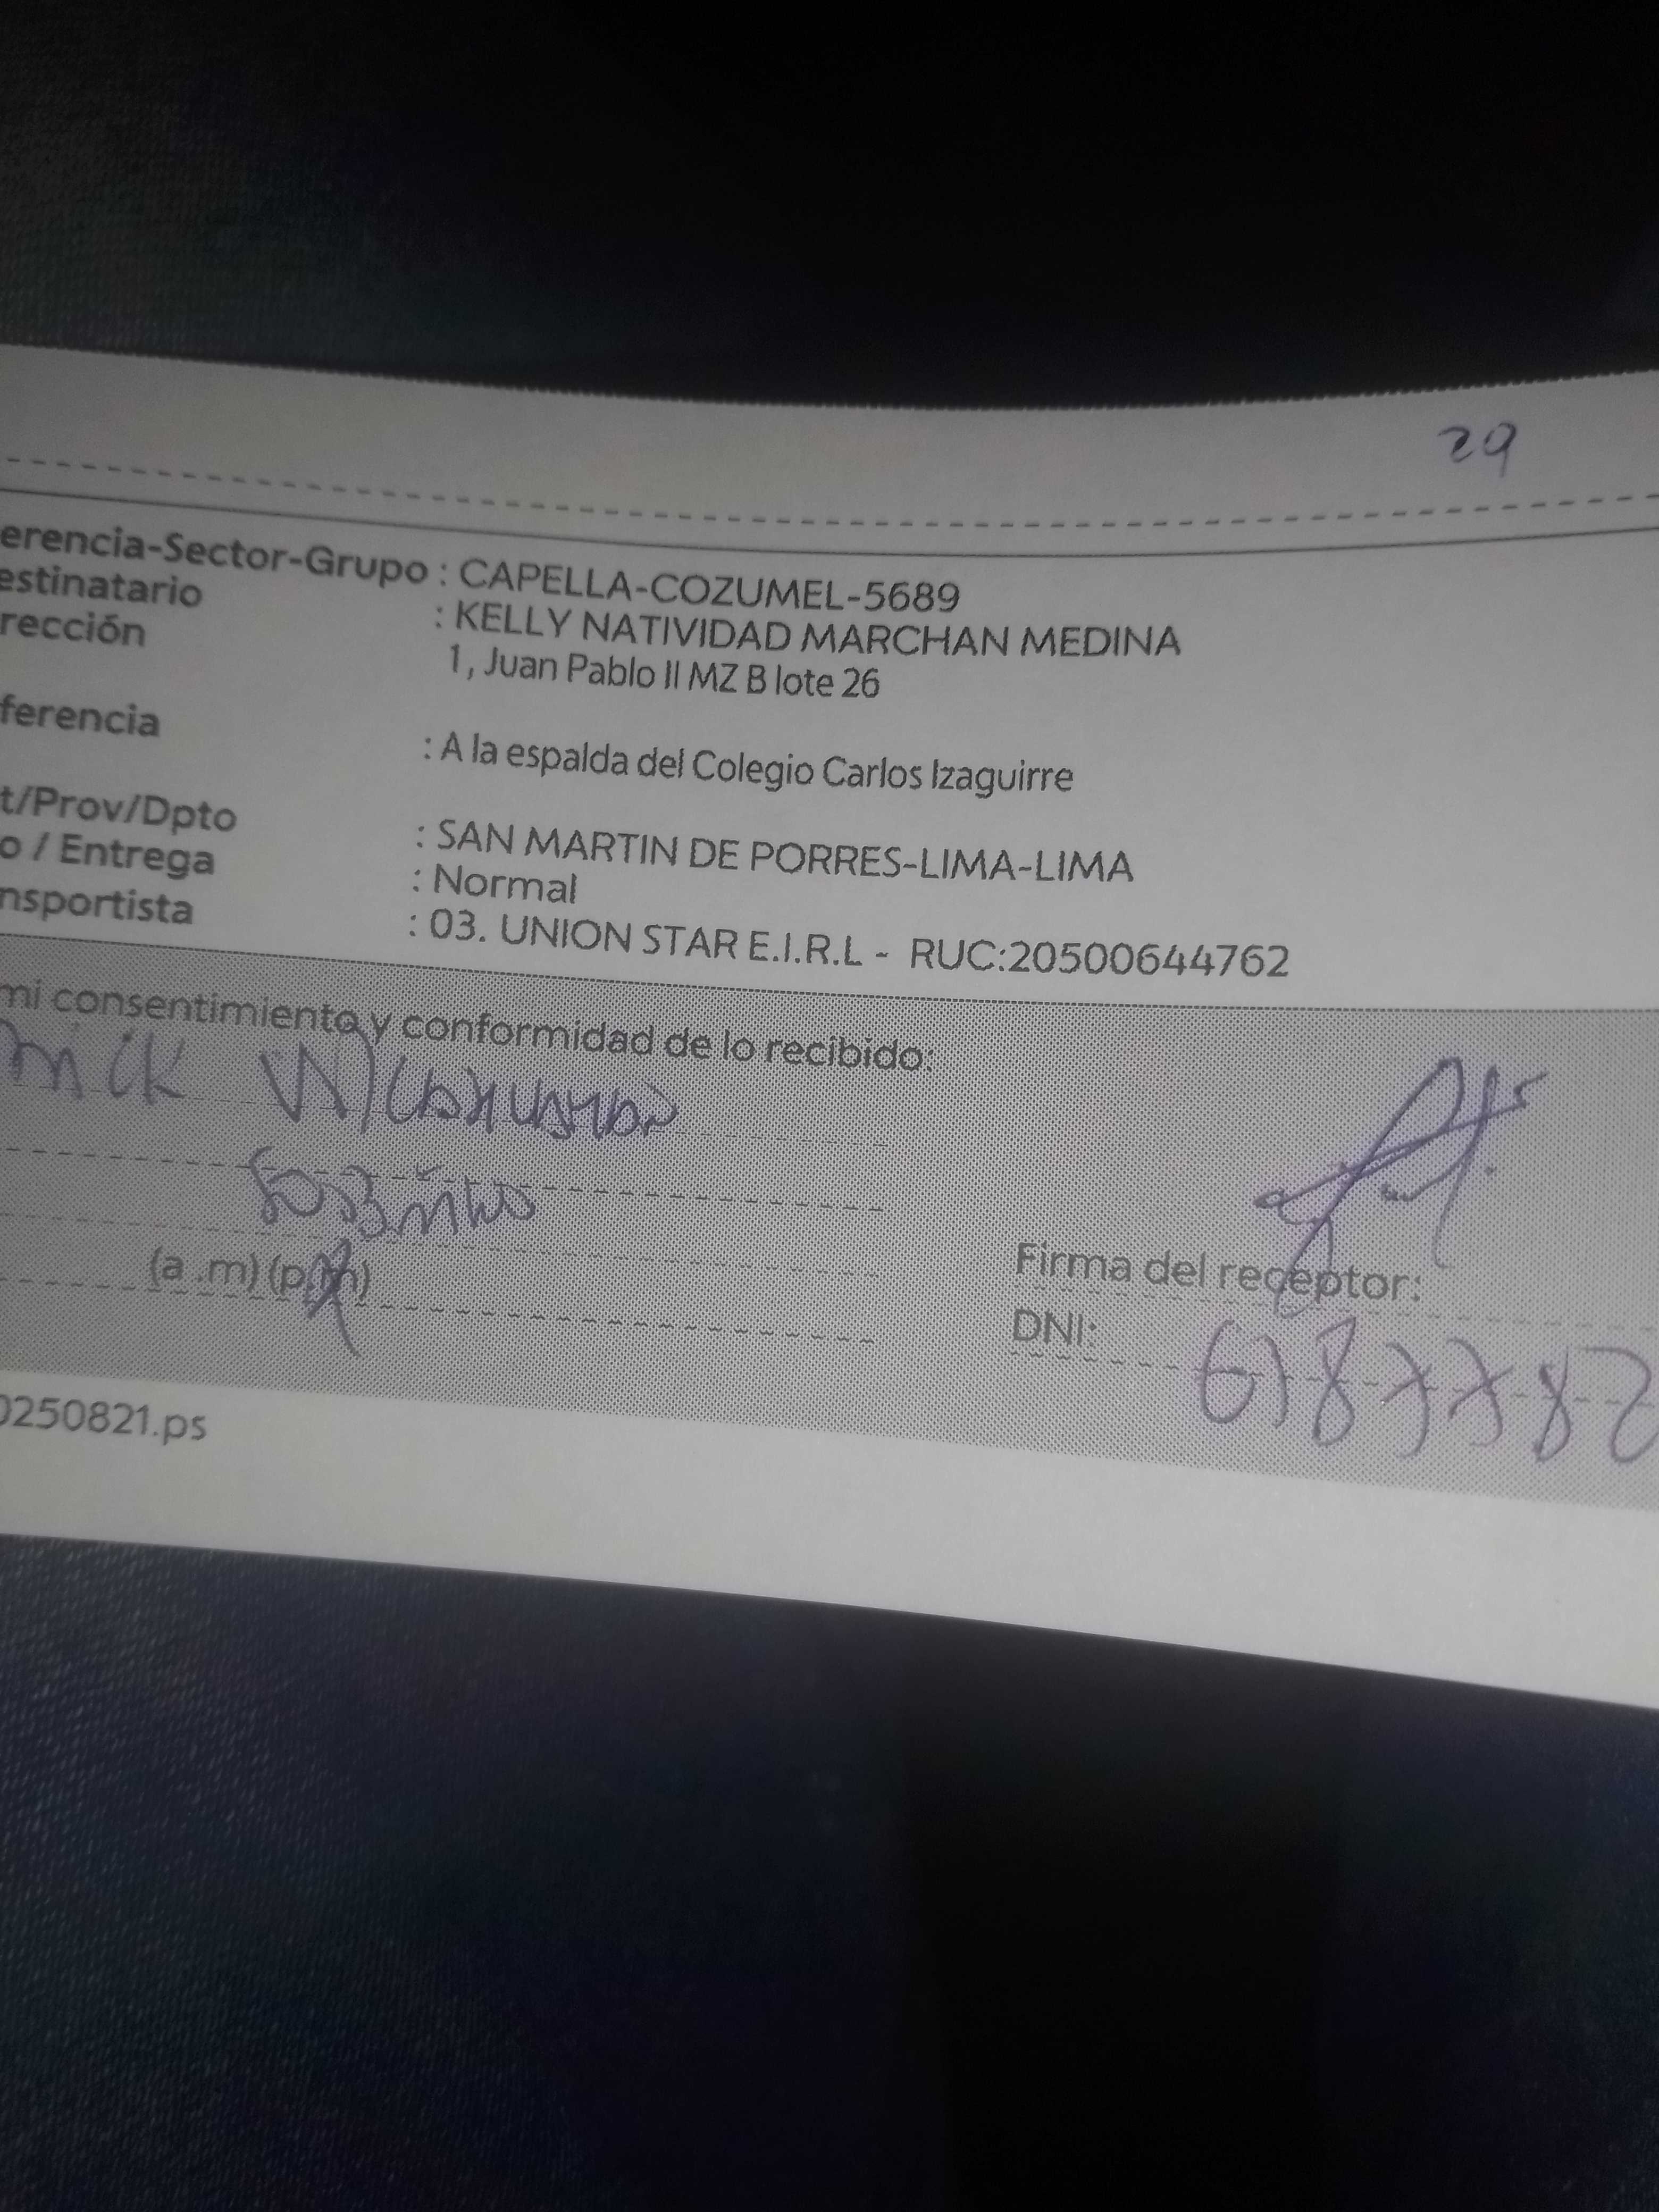 29
erencia-Sector-Grupo : CAPELLA-COZUMEL-5689
estinatario : KELLY NATIVIDAD MARCHAN MEDINA
rección 1, Juan Pablo II MZ B lote 26
ferencia : A la espalda del Colegio Carlos Izaguirre
t/Prov/Dpto : SAN MARTIN DE PORRES-LIMA-LIMA
o / Entrega : Normal
nsportista : 03. UNION STAR E.I.R.L - RUC:20500644762
mi consentimiento y conformidad de lo recibido:
(a .m) (p.m)
Firma del receptor:
DNI: 61877782
0250821.ps